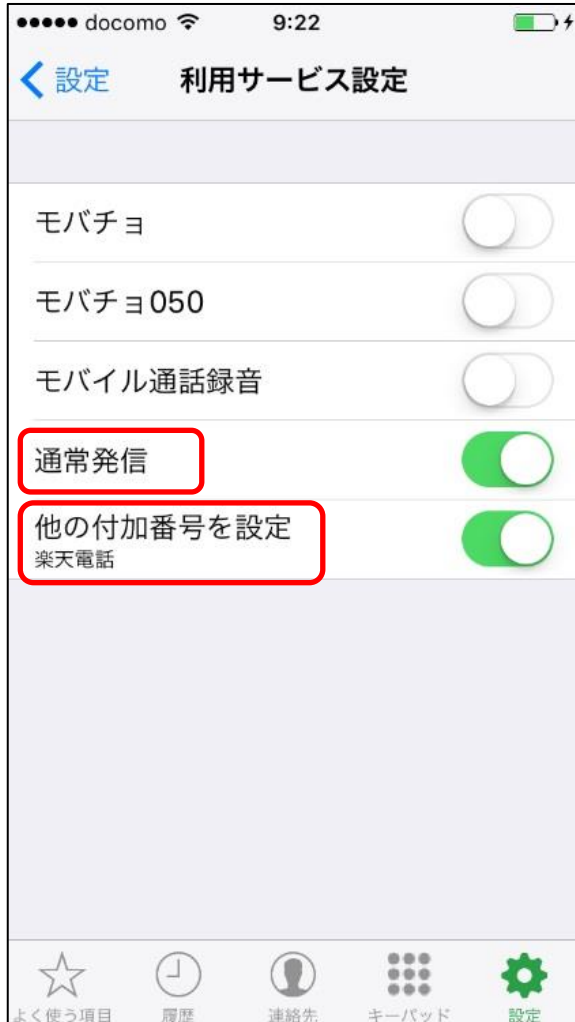 docomo 9:22
設定 利用サービス設定
モバチョ
モバチョ050
モバイル通話録音
通常発信
他の付加番号を設定
楽天電話
よく使う項目 履歴 連絡先 キーパッド 設定